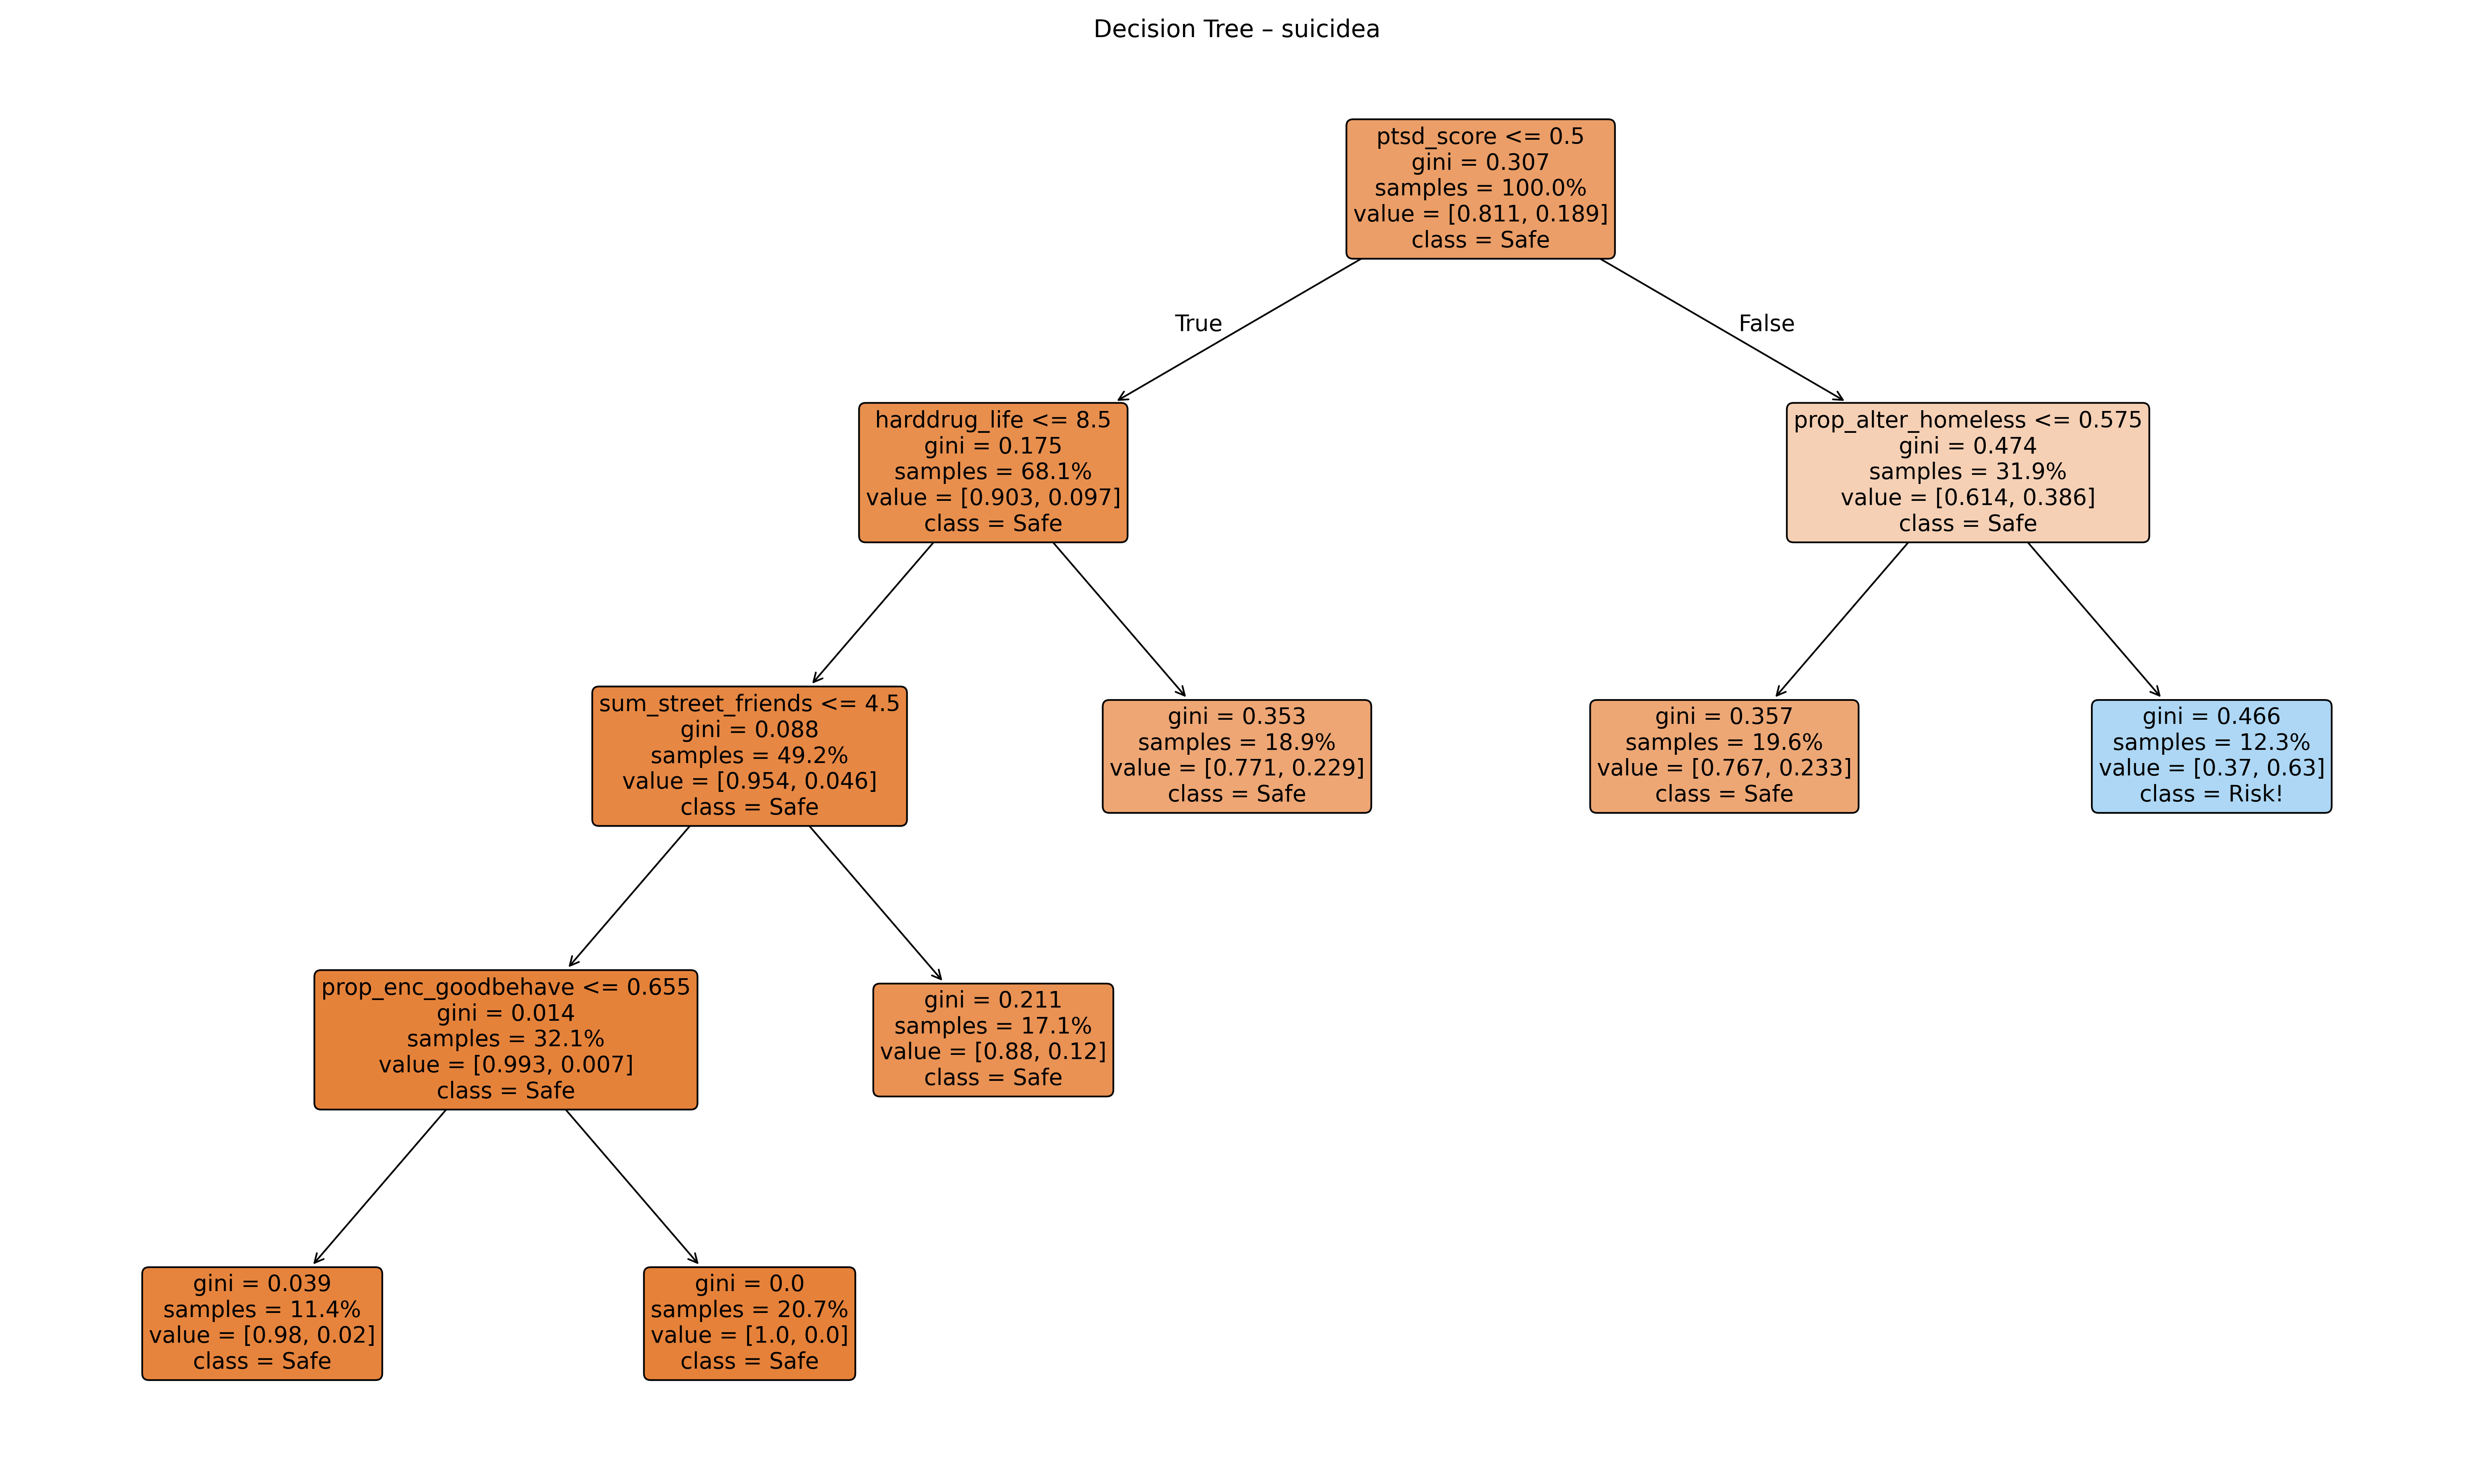 Decision Tree – suicidea
ptsd_score <= 0.5
gini = 0.307
samples = 100.0%
value = [0.811, 0.189]
class = Safe
True
False
harddrug_life <= 8.5
gini = 0.175
samples = 68.1%
value = [0.903, 0.097]
class = Safe
prop_alter_homeless <= 0.575
gini = 0.474
samples = 31.9%
value = [0.614, 0.386]
class = Safe
sum_street_friends <= 4.5
gini = 0.088
samples = 49.2%
value = [0.954, 0.046]
class = Safe
gini = 0.353
samples = 18.9%
value = [0.771, 0.229]
class = Safe
gini = 0.357
samples = 19.6%
value = [0.767, 0.233]
class = Safe
gini = 0.466
samples = 12.3%
value = [0.37, 0.63]
class = Risk!
prop_enc_goodbehave <= 0.655
gini = 0.014
samples = 32.1%
value = [0.993, 0.007]
class = Safe
gini = 0.211
samples = 17.1%
value = [0.88, 0.12]
class = Safe
gini = 0.039
samples = 11.4%
value = [0.98, 0.02]
class = Safe
gini = 0.0
samples = 20.7%
value = [1.0, 0.0]
class = Safe